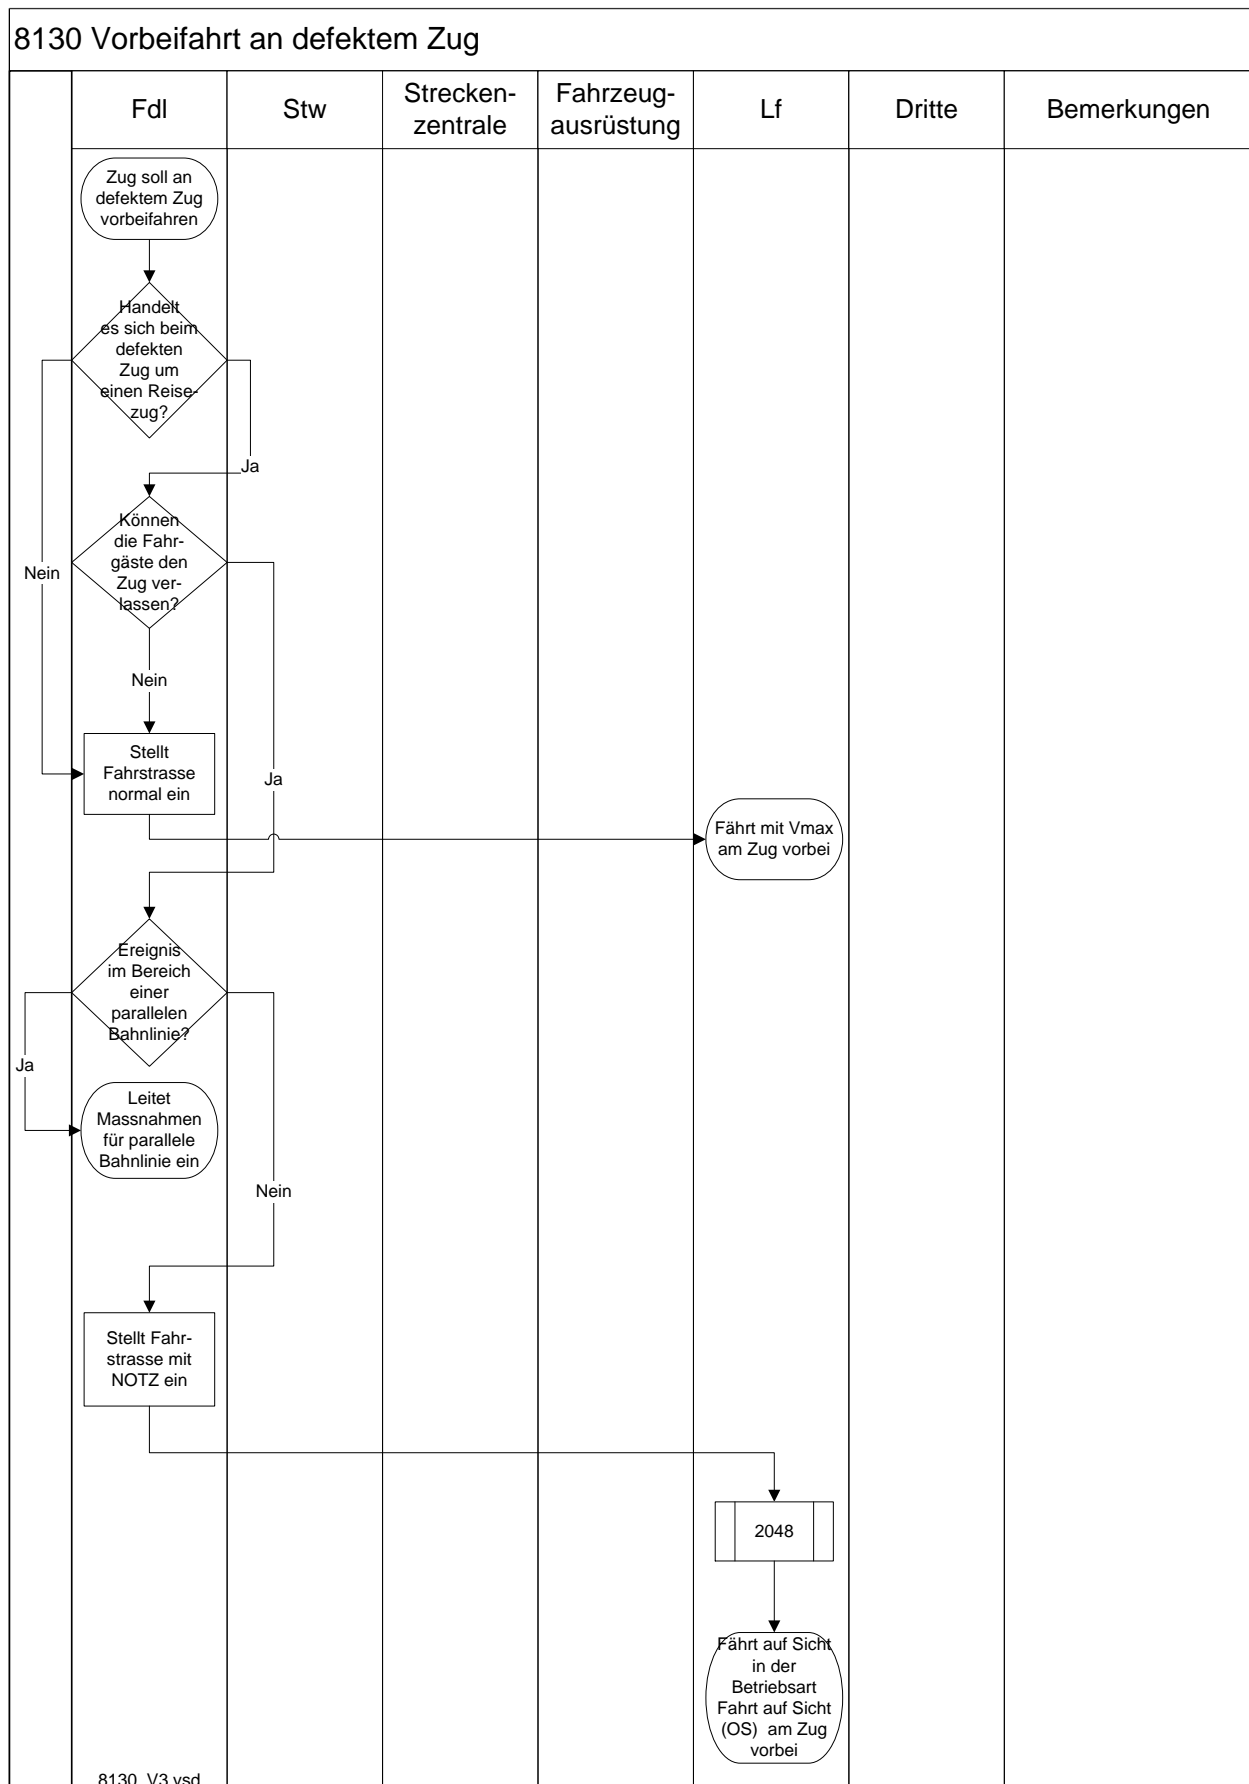 8130 Vorbeifahrt an defektem Zug
Fdl
Stw
Strecken-
zentrale
Fahrzeug-
ausrüstung
Lf
Dritte
Bemerkungen
Zug soll an
defektem Zug
vorbeifahren
Handelt
es sich beim
defekten
Zug um
einen Reise-
zug?
Ja
Können
die Fahr-
gäste den
Zug ver-
lassen?
Nein
Nein
Stellt
Fahrstrasse
normal ein
Ja
Fährt mit Vmax
am Zug vorbei
Ereignis
im Bereich
einer
parallelen
Bahnlinie?
Ja
Leitet
Massnahmen
für parallele
Bahnlinie ein
Nein
Stellt Fahr-
strasse mit
NOTZ ein
2048
Fährt auf Sicht
in der
Betriebsart
Fahrt auf Sicht
(OS) am Zug
vorbei
8130_V3.vsd